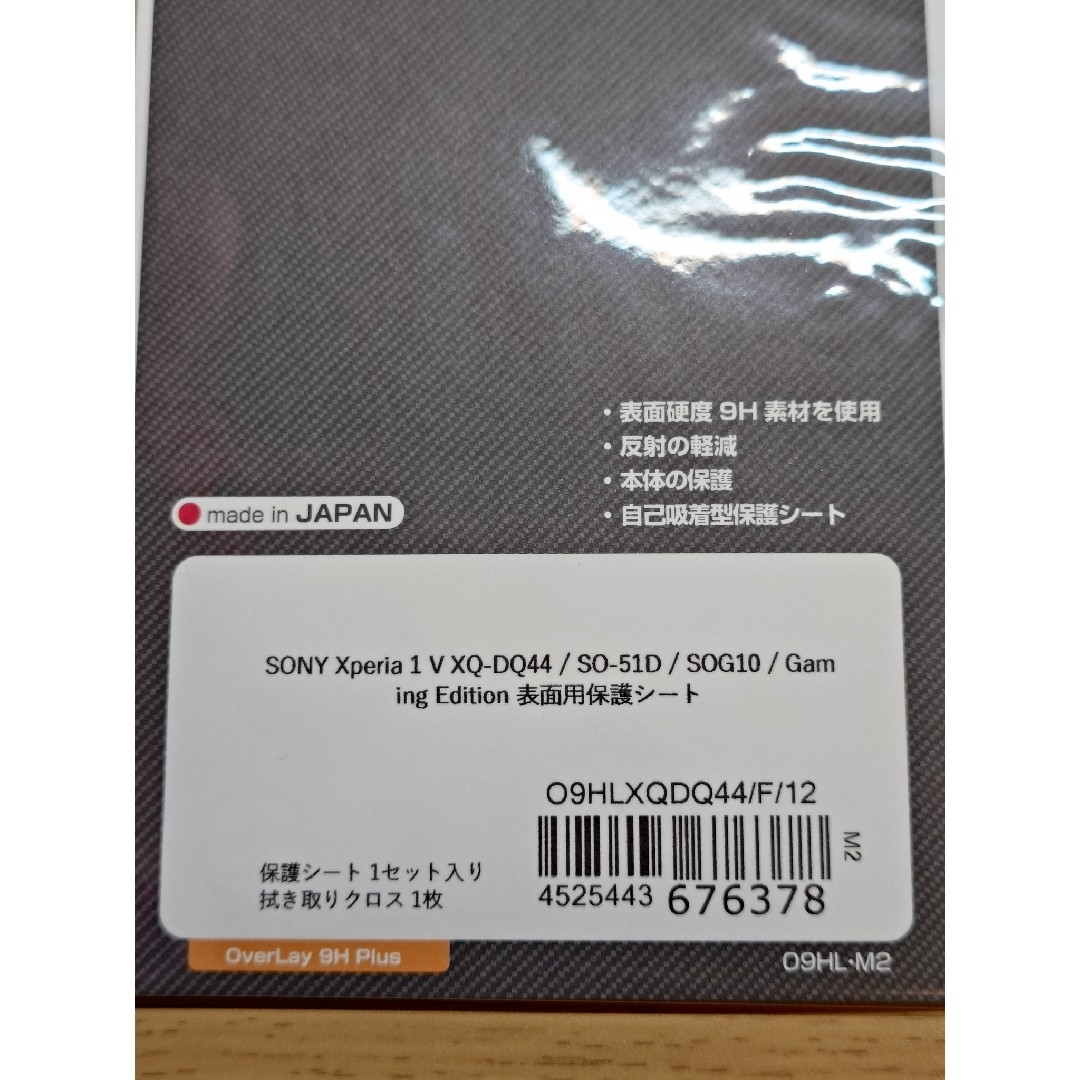 ・表面硬度 9H 素材を使用
・反射の軽減
・本体の保護
・自己吸着型保護シート
made in JAPAN
SONY Xperia 1 V XQ-DQ44 / SO-51D / SOG10 / Gam
ing Edition 表面用保護シート
O9HLXQDQ44/F/12
M2
保護シート 1セット入り
拭き取りクロス 1枚
4525443 676378
OverLay 9H Plus
O9HL・M2